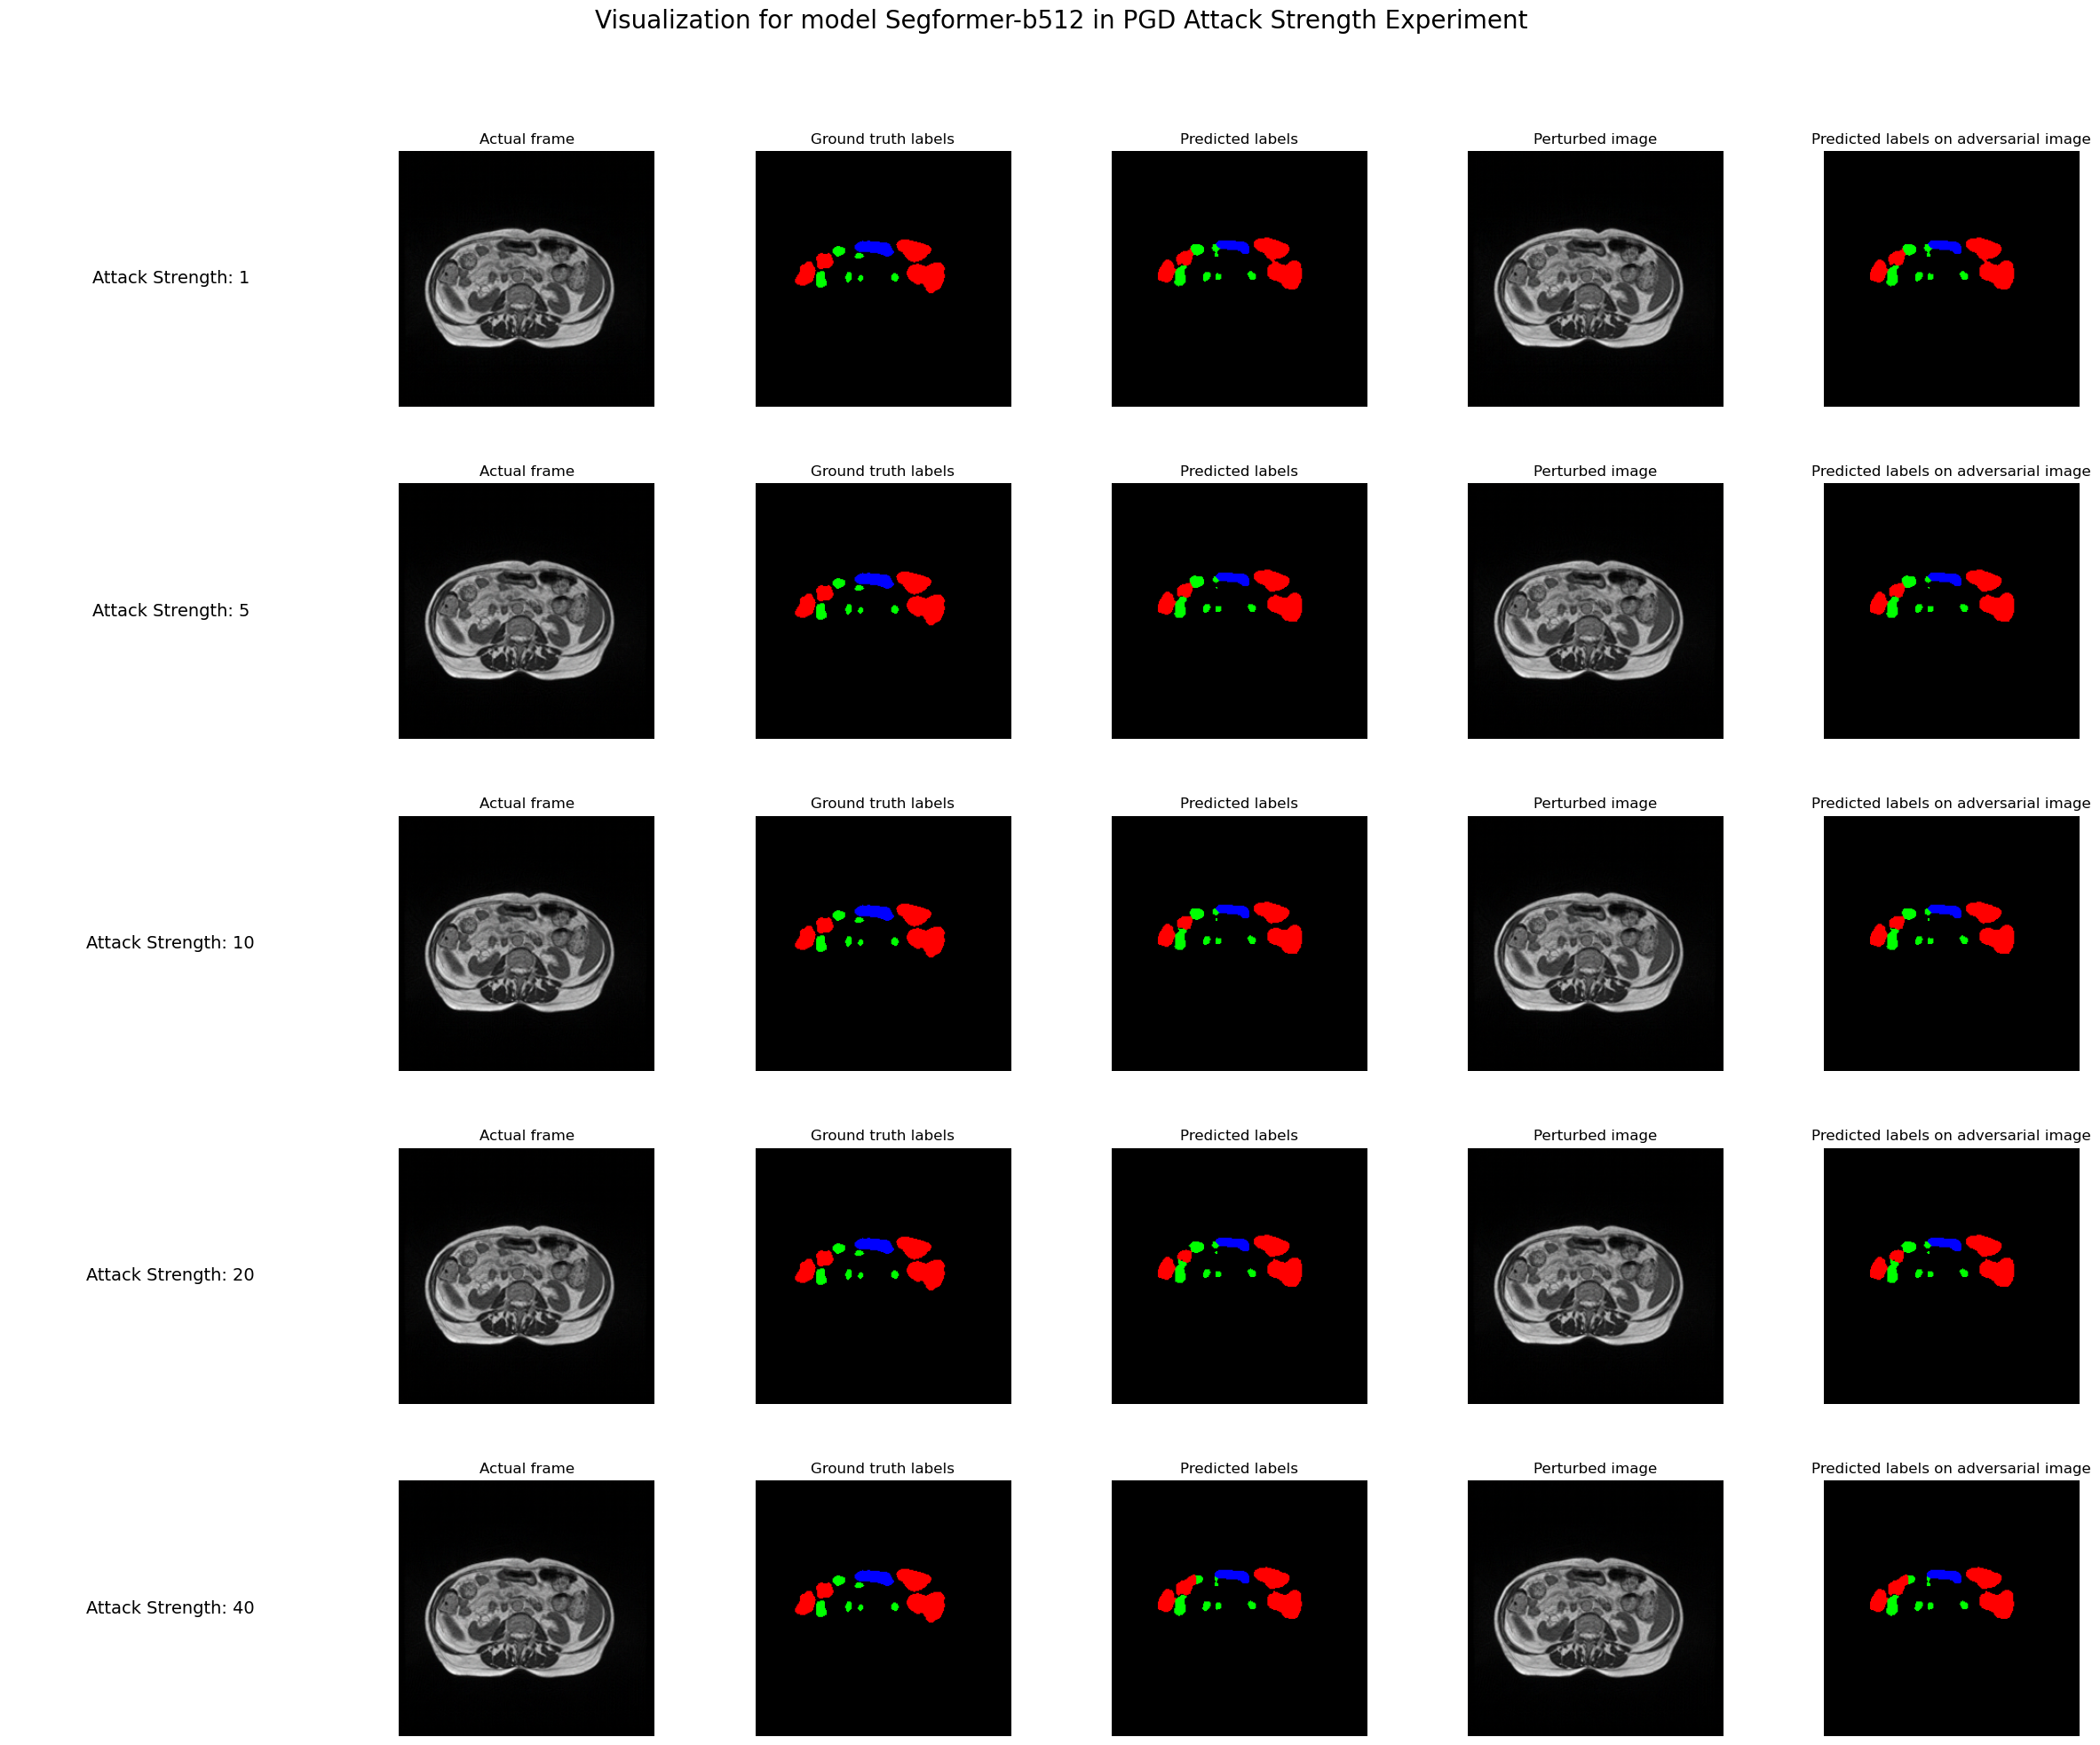 Visualization for model Segformer-b512 in PGD Attack Strength Experiment
Actual frame
Ground truth labels
Predicted labels
Perturbed image
Predicted labels on adversarial image
Attack Strength: 1
Actual frame
Ground truth labels
Predicted labels
Perturbed image
Predicted labels on adversarial image
Attack Strength: 5
Actual frame
Ground truth labels
Predicted labels
Perturbed image
Predicted labels on adversarial image
Attack Strength: 10
Actual frame
Ground truth labels
Predicted labels
Perturbed image
Predicted labels on adversarial image
Attack Strength: 20
Actual frame
Ground truth labels
Predicted labels
Perturbed image
Predicted labels on adversarial image
Attack Strength: 40